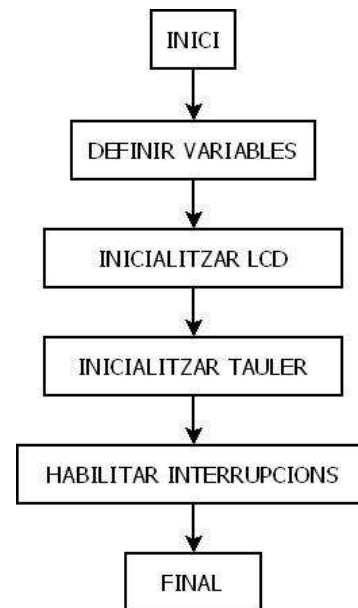 INICI
DEFINIR VARIABLES
INICIALITZAR LCD
INICIALITZAR TAULER
HABILITAR INTERRUPCIONS
FINAL